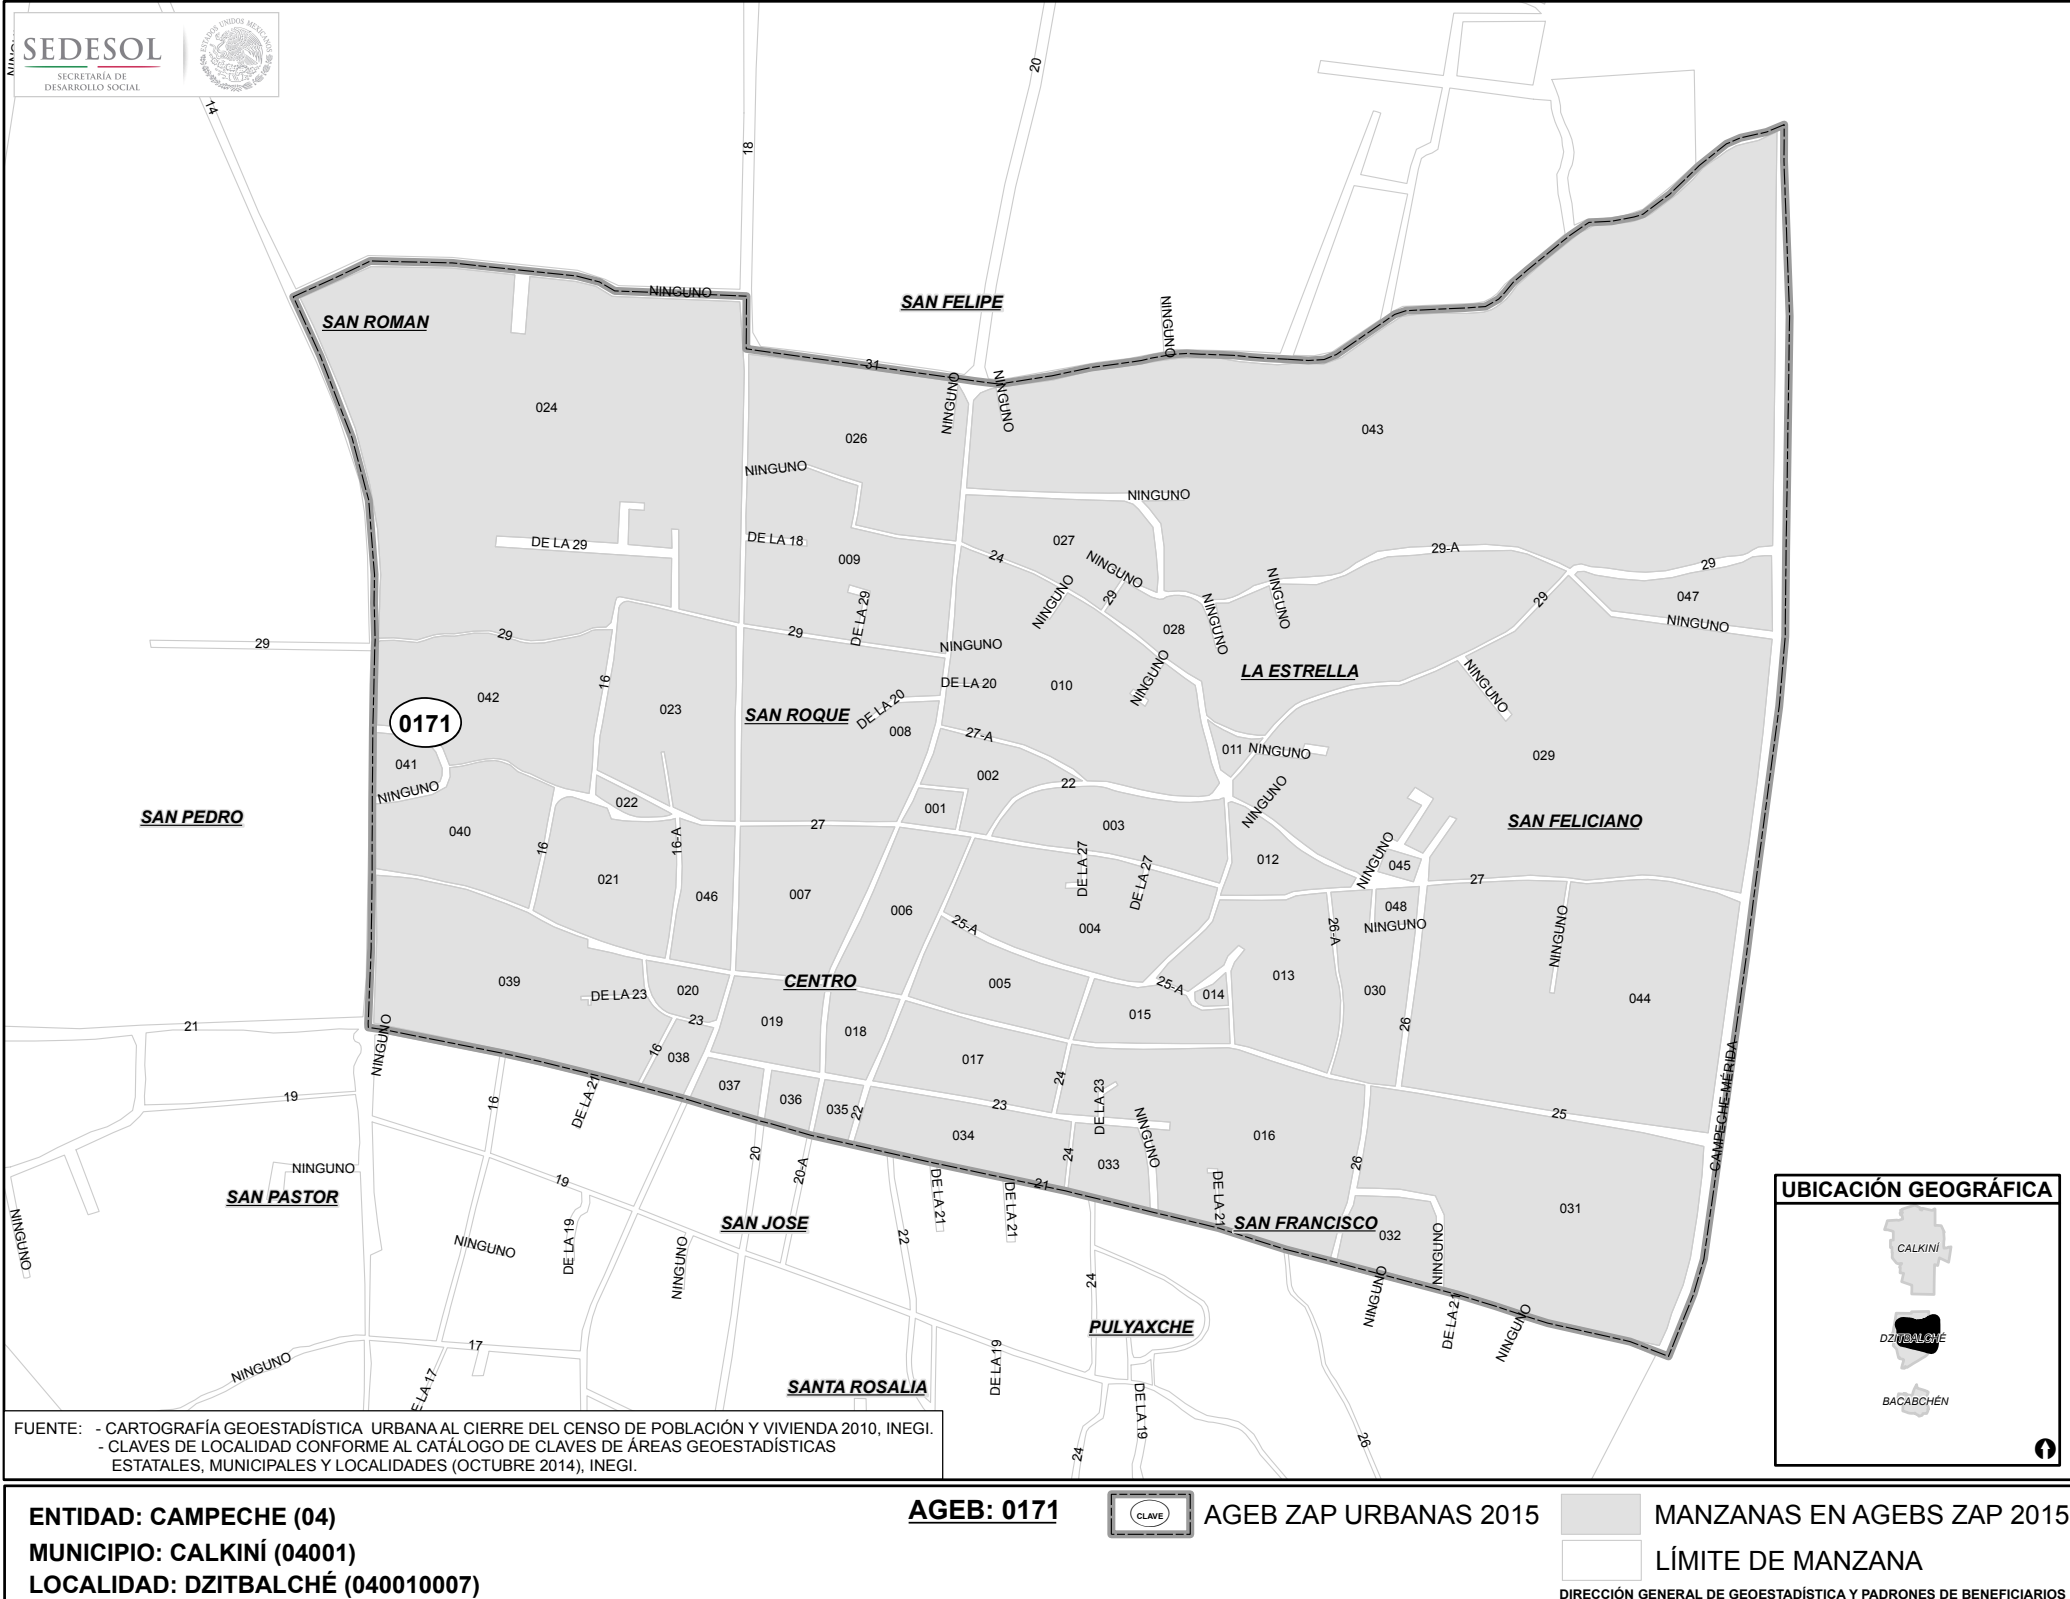 SEDESOL
SECRETARÍA DE
DESARROLLO SOCIAL
ESTADOS UNIDOS MEXICANOS
14
18
20
NINGUNO
SAN ROMAN
SAN FELIPE
NINGUNO
31
NINGUNO
NINGUNO
024
026
043
NINGUNO
NINGUNO
DE LA 29
DE LA 18
009
24
027
NINGUNO
29-A
29
047
NINGUNO
NINGUNO
29
NINGUNO
NINGUNO
29
DE LA 29
028
29
29
29
NINGUNO
LA ESTRELLA
NINGUNO
NINGUNO
16
DE LA 20
010
042
023
SAN ROQUE
DE LA 20
008
27-A
0171
041
NINGUNO
011
NINGUNO
029
002
22
NINGUNO
022
001
003
SAN PEDRO
040
27
SAN FELICIANO
16
16-A
DE LA 27
DE LA 27
012
NINGUNO
045
27
021
046
007
006
048
NINGUNO
25-A
004
26-A
NINGUNO
039
CENTRO
005
25-A
014
013
030
044
DE LA 23
020
23
019
018
015
26
21
NINGUNO
16
038
017
24
CAMPECHE-MÉRIDA
037
036
035
22
23
DE LA 23
NINGUNO
25
19
16
DE LA 21
034
24
033
016
26
NINGUNO
SAN PASTOR
19
20
20-A
DE LA 21
DE LA 21
21
DE LA 21
031
SAN JOSE
SAN FRANCISCO
032
NINGUNO
NINGUNO
NINGUNO
DE LA 19
NINGUNO
22
24
NINGUNO
DE LA 21
NINGUNO
PULYAXCHE
17
NINGUNO
E LA 17
SANTA ROSALIA
DE LA 19
DE LA 19
24
26
UBICACIÓN GEOGRÁFICA
CALKINÍ
DZITBALCHÉ
BACABCHÉN
FUENTE: - CARTOGRAFÍA GEOESTADÍSTICA URBANA AL CIERRE DEL CENSO DE POBLACIÓN Y VIVIENDA 2010, INEGI.
- CLAVES DE LOCALIDAD CONFORME AL CATÁLOGO DE CLAVES DE ÁREAS GEOESTADÍSTICAS
ESTATALES, MUNICIPALES Y LOCALIDADES (OCTUBRE 2014), INEGI.
ENTIDAD: CAMPECHE (04)
MUNICIPIO: CALKINÍ (04001)
LOCALIDAD: DZITBALCHÉ (040010007)
AGEB: 0171
CLAVE
AGEB ZAP URBANAS 2015
MANZANAS EN AGEBS ZAP 2015
LÍMITE DE MANZANA
DIRECCIÓN GENERAL DE GEOESTADÍSTICA Y PADRONES DE BENEFICIARIOS